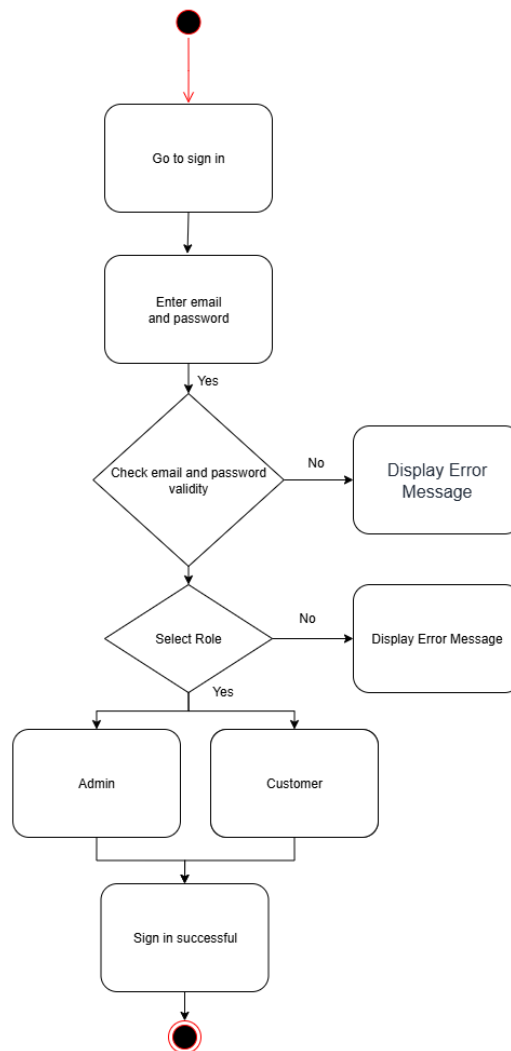 Go to sign in
Enter email
and password
Yes
Check email and password
validity
No
Display Error
Message
Select Role
No
Display Error Message
Yes
Admin
Customer
Sign in successful